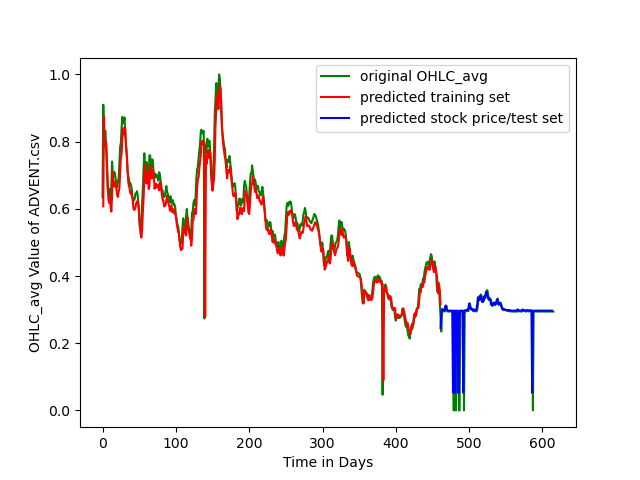 original OHLC_avg
predicted training set
predicted stock price/test set
OHLC_avg Value of ADVENT.csv
1.0
0.8
0.6
0.4
0.2
0.0
0 100 200 300 400 500 600
Time in Days